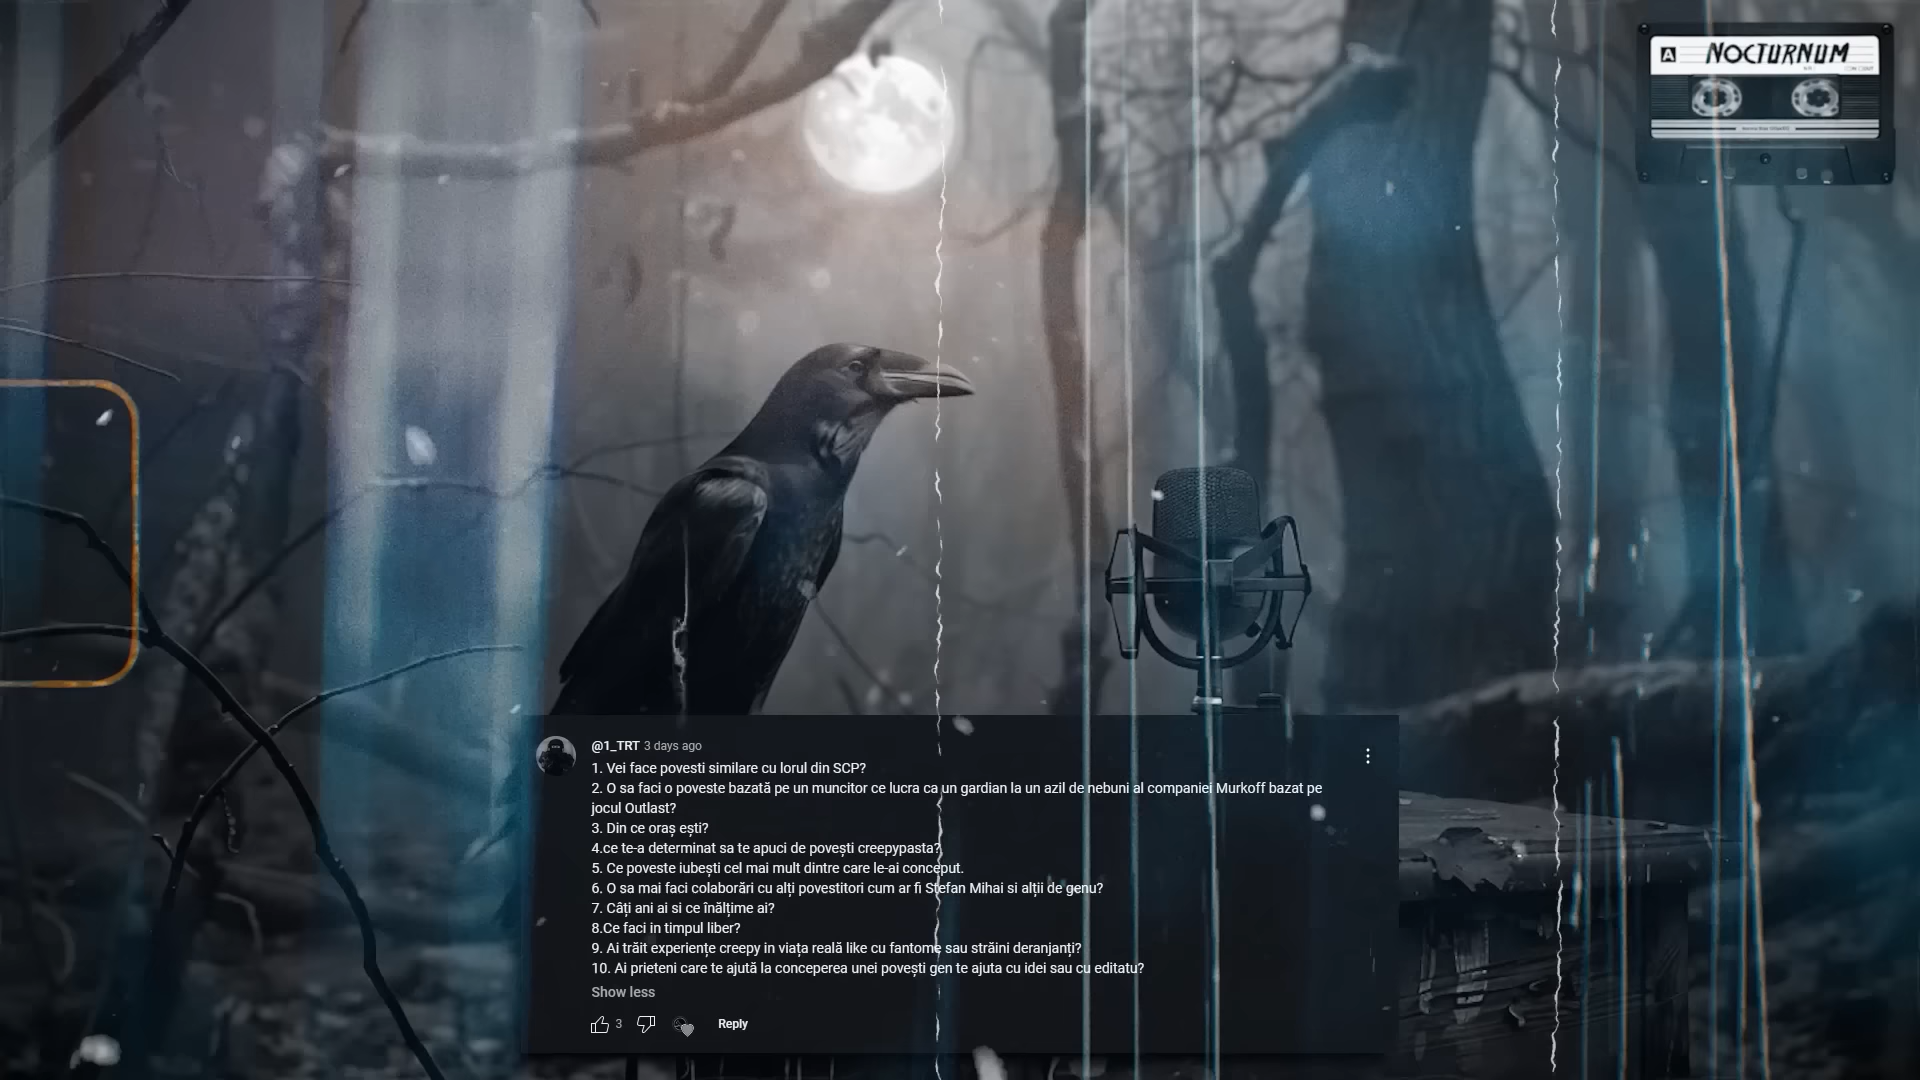 A NOCTURNUM
@1_TRT 3 days ago
1. Vei face povesti similare cu lorul din SCP?
2. O sa faci o poveste bazată pe un muncitor ce lucra ca un gardian la un azil de nebuni al companiei Murkoff bazat pe
jocul Outlast?
3. Din ce oraș ești?
4.ce te-a determinat sa te apuci de povești creepypasta?
5. Ce poveste iubești cel mai mult dintre care le-ai conceput.
6. O sa mai faci colaborări cu alți povestitori cum ar fi Stefan Mihai si alții de genu?
7. Câți ani ai si ce înălțime ai?
8.Ce faci in timpul liber?
9. Ai trăit experiențe creepy in viața reală like cu fantome sau străini deranjanți?
10. Ai prieteni care te ajută la conceperea unei povești gen te ajuta cu idei sau cu editatu?
Show less
3 Reply